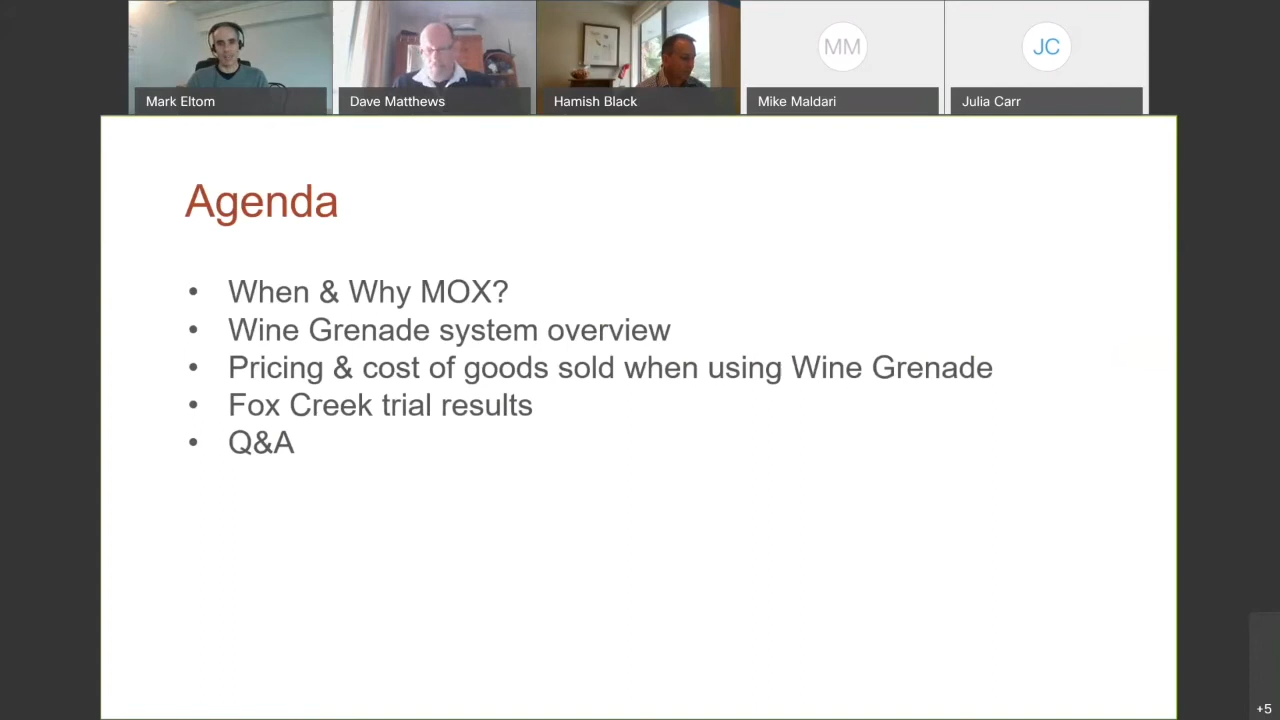 Mark Eltom
Dave Matthews
Hamish Black
MM
Mike Maldari
JC
Julia Carr
Agenda
• When & Why MOX?
• Wine Grenade system overview
• Pricing & cost of goods sold when using Wine Grenade
• Fox Creek trial results
• Q&A
+5